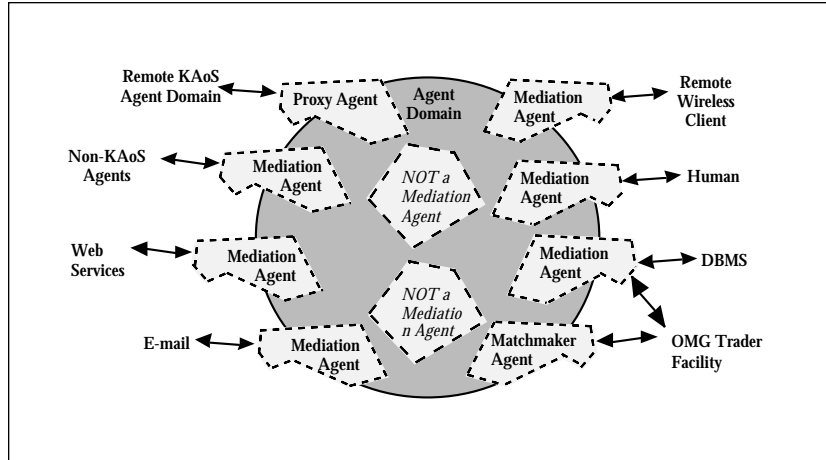 Remote KAoS
Agent Domain
Proxy Agent
Agent
Domain
Mediation
Agent
Remote
Wireless
Client
Non-KAoS
Agents
Mediation
Agent
NOT a
Mediation
Agent
Mediation
Agent
Human
Web
Services
Mediation
Agent
Mediation
Agent
DBMS
NOT a
Mediatio
n Agent
E-mail
Mediation
Agent
Matchmaker
Agent
OMG Trader
Facility